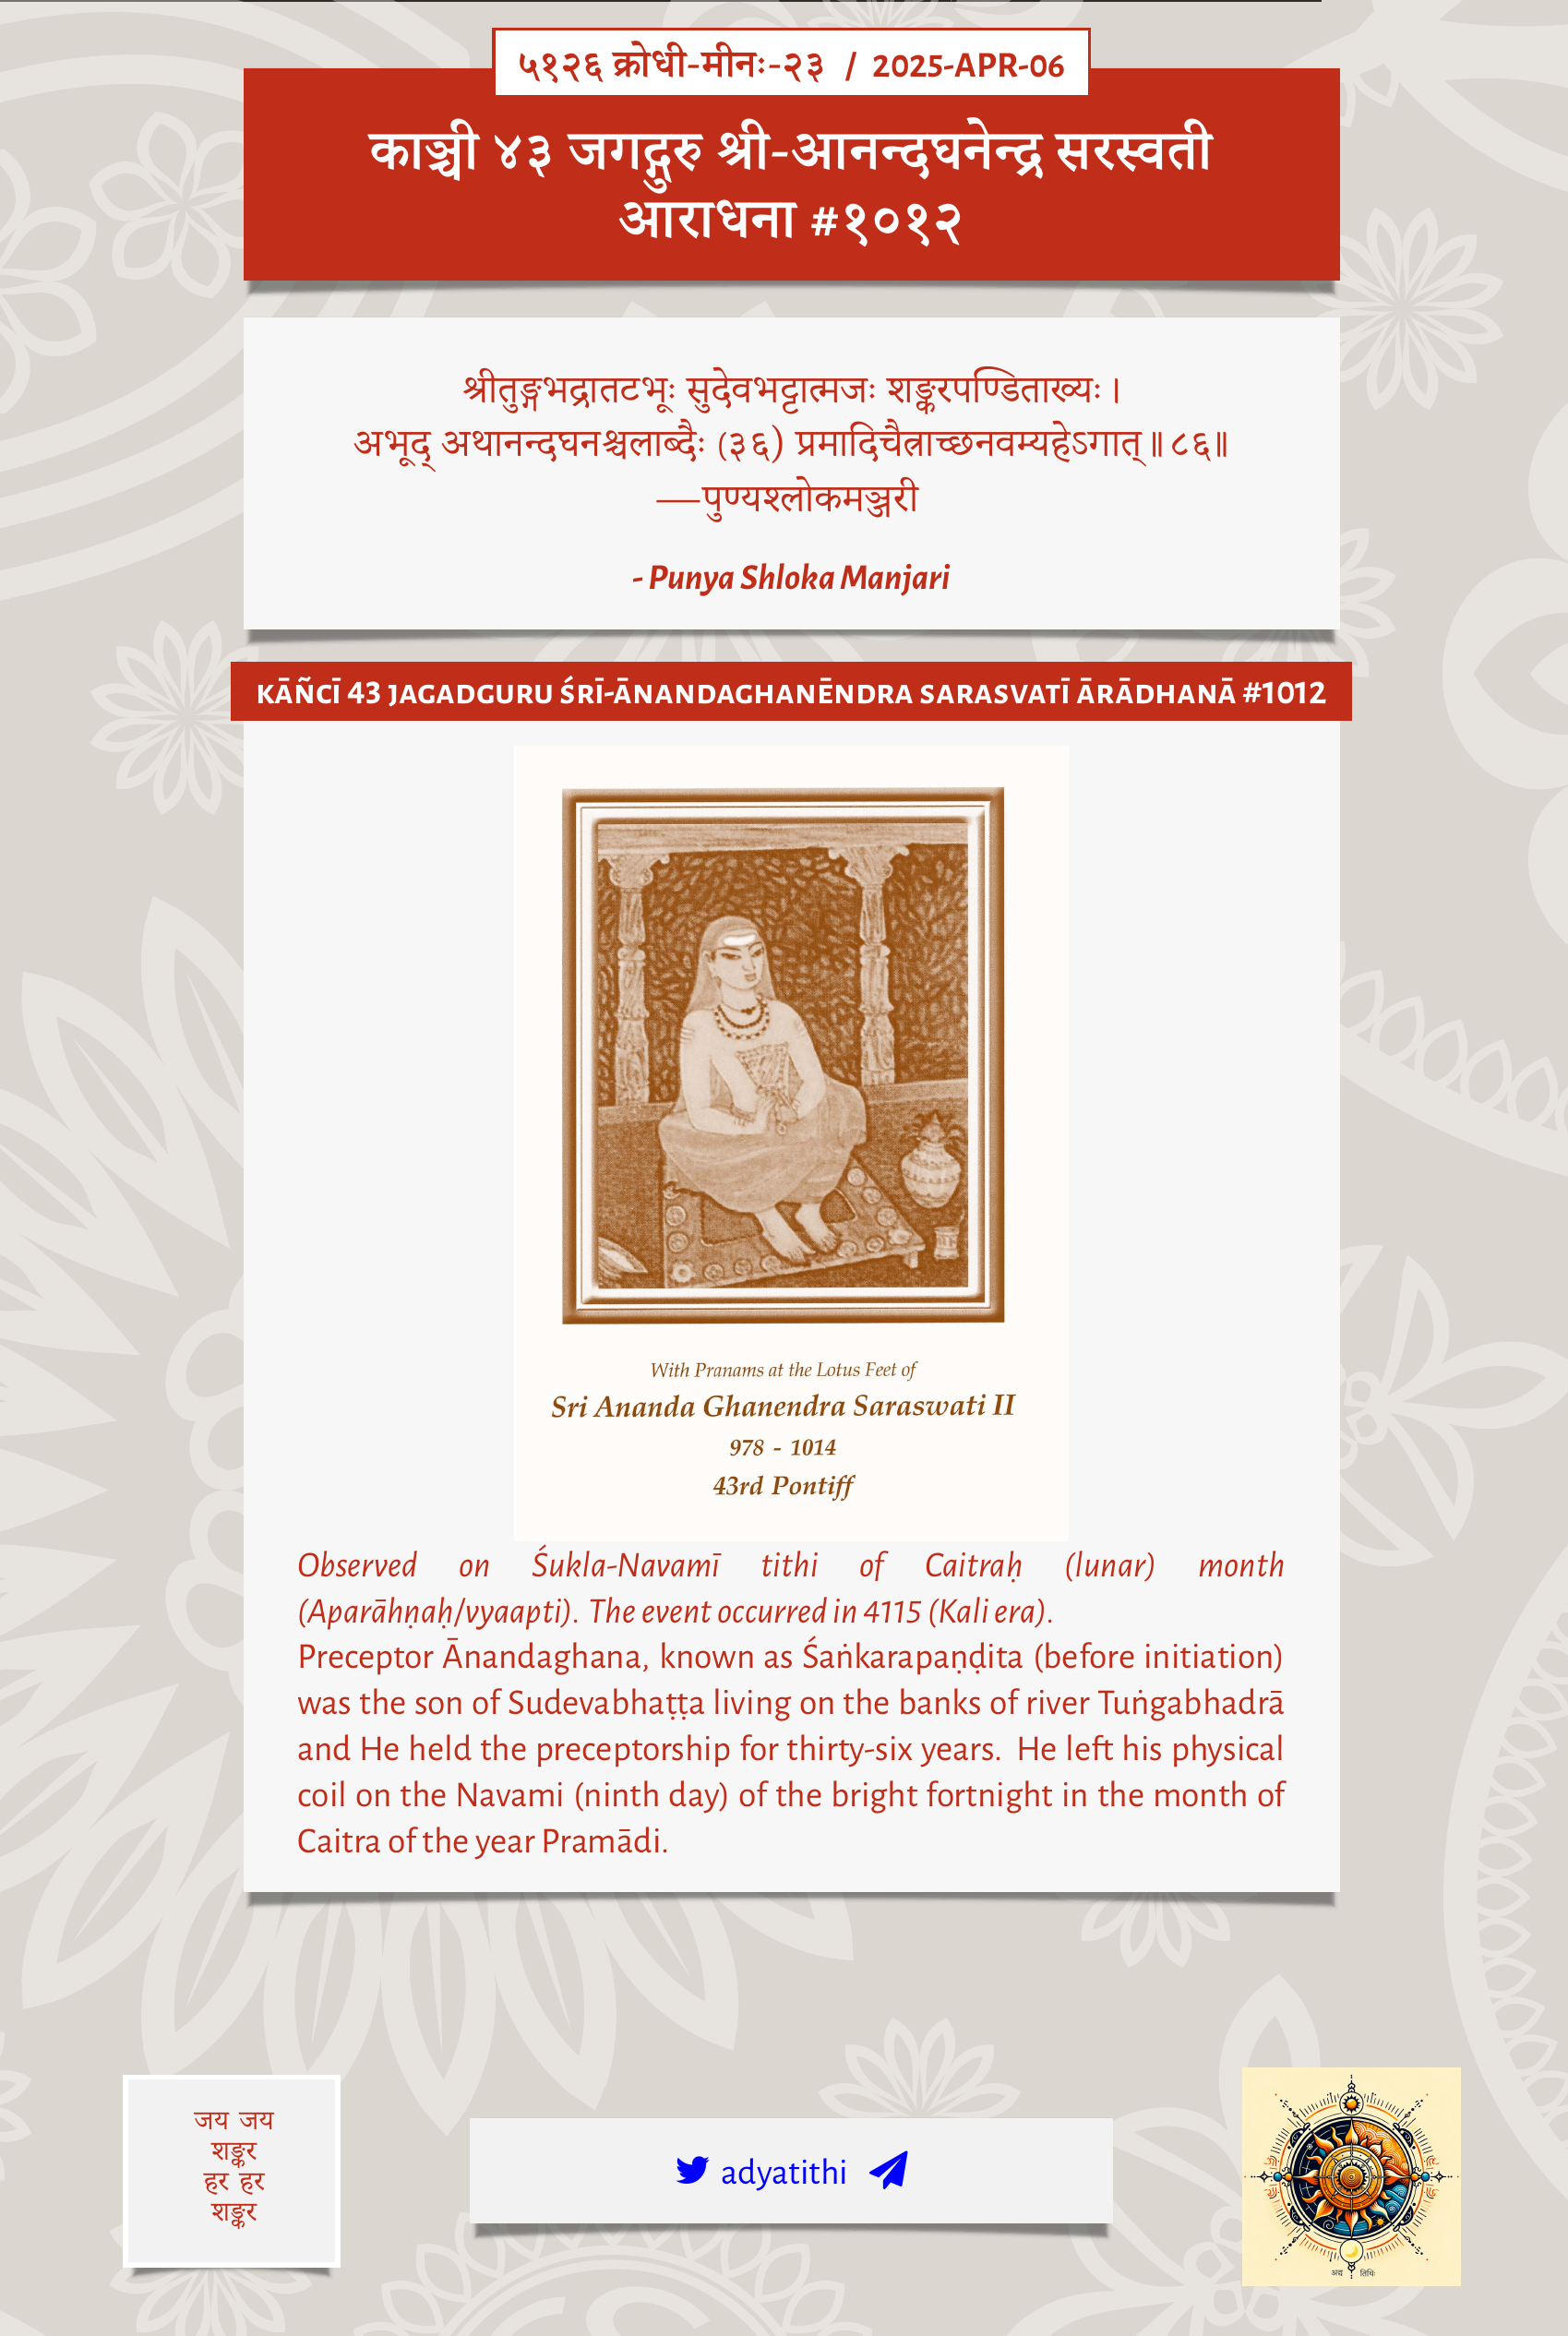 ५१२६ क्रोधी-मीनः-२३ / 2025-APR-06
काञ्ची ४३ जगद्गुरु श्री-आनन्दघनेन्द्र सरस्वती
आराधना #१०१२
श्रीतुङ्गभद्रातटभूः सुदेवभट्टात्मजः शङ्करपण्डिताख्यः।
अभूद् अथानन्दघनश्चलाब्दैः (३६) प्रमादिचैत्राच्छनवम्यहेऽगात्॥८६॥
—पुण्यश्लोकमञ्जरी
- Punya Shloka Manjari
KĀÑCĪ 43 JAGADGURU ŚRĪ-ĀNANDAGHANĒNDRA SARASVATĪ ĀRĀDHANĀ #1012
With Pranams at the Lotus Feet of
Sri Ananda Ghanendra Saraswati II
978 - 1014
43rd Pontiff
Observed on Śukla-Navamī tithi of Caitraḥ (lunar) month
(Aparāhṇaḥ/vyaapti). The event occurred in 4115 (Kali era).
Preceptor Ānandaghana, known as Śaṅkarapaṇḍita (before initiation)
was the son of Sudevabhaṭṭa living on the banks of river Tuṅgabhadrā
and He held the preceptorship for thirty-six years. He left his physical
coil on the Navami (ninth day) of the bright fortnight in the month of
Caitra of the year Pramādi.
जय जय
शङ्कर
हर हर
शङ्कर
adyatithi
अद्य तिथिः